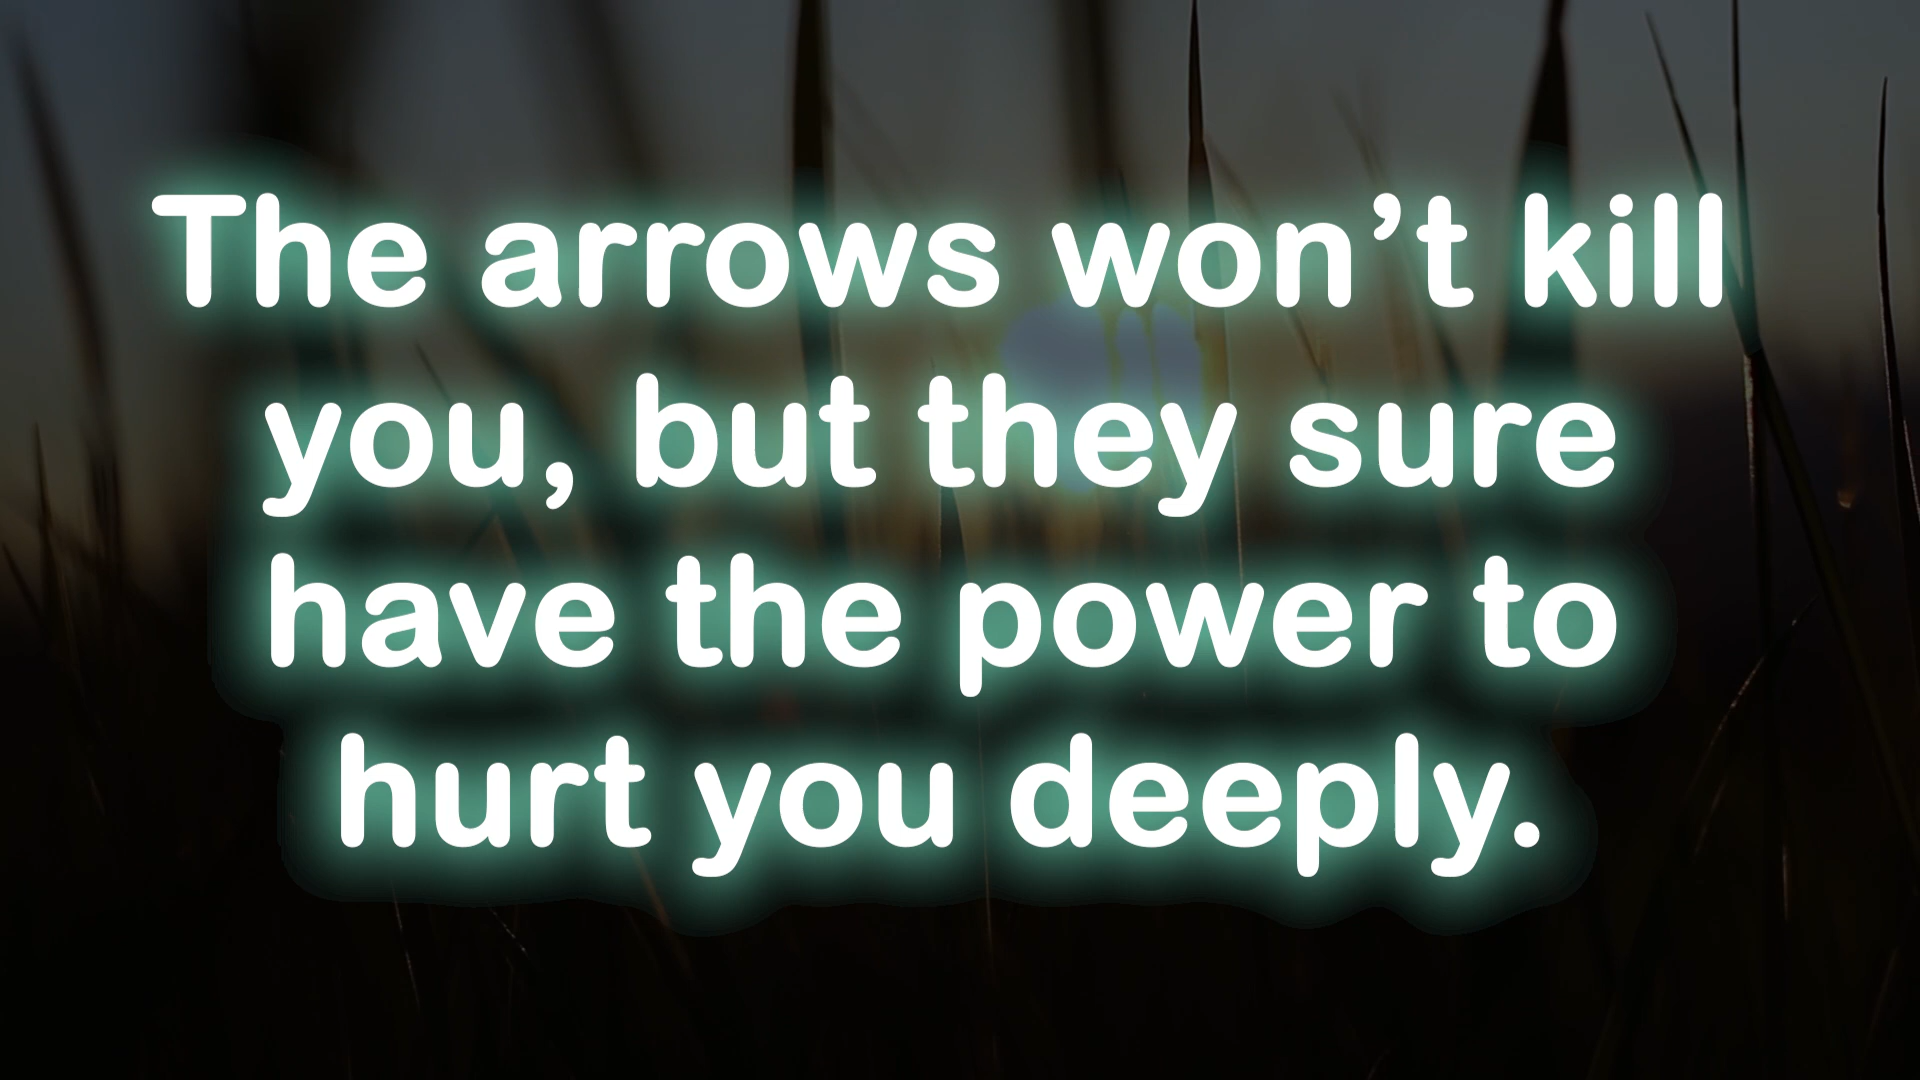 The arrows won’t kill
you, but they sure
have the power to
hurt you deeply.